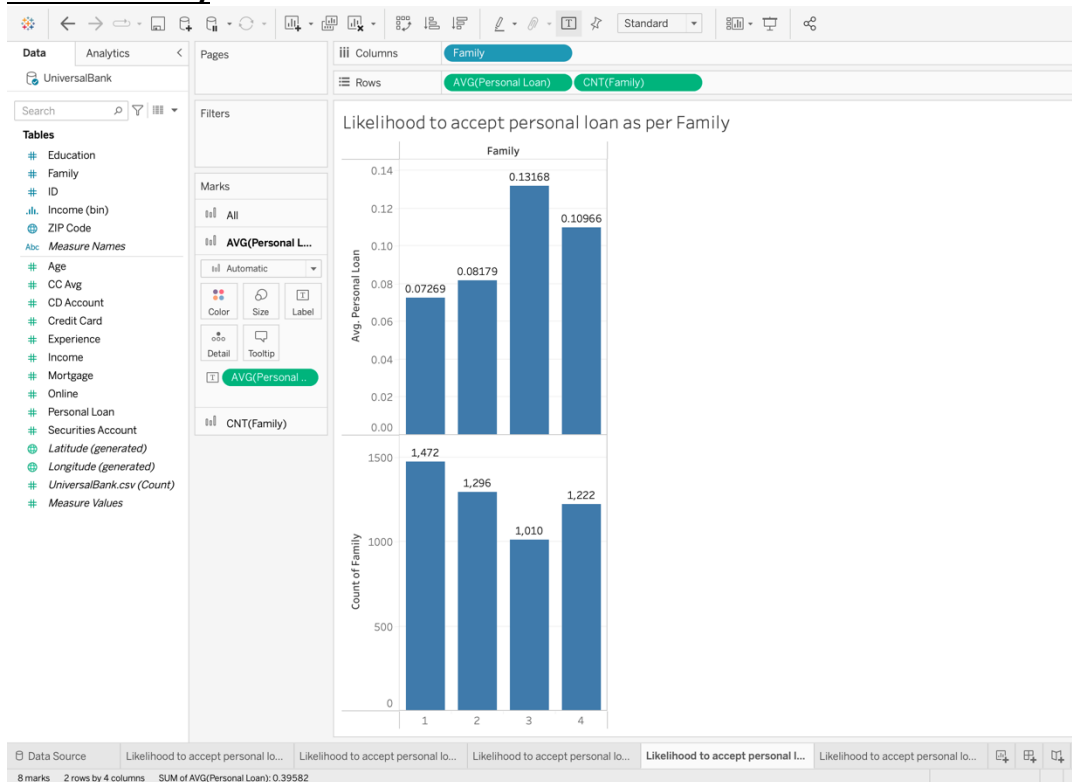 Standard
Data
Analytics
UniversalBank
Search
Tables
Education
Family
ID
Income (bin)
ZIP Code
Abc Measure Names
Age
CC Avg
CD Account
Credit Card
Experience
Income
Mortgage
Online
Personal Loan
Securities Account
Latitude (generated)
Longitude (generated)
UniversalBank.csv (Count)
Measure Values
Pages
Filters
Marks
All
AVG(Personal L...
Automatic
Color Size Label
Detail Tooltip
AVG(Personal ..
CNT(Family)
Columns Family
Rows AVG(Personal Loan) CNT(Family)
Likelihood to accept personal loan as per Family
Family
Avg. Personal Loan
0.14
0.12
0.10
0.08
0.06
0.04
0.02
0.00
0.07269
0.08179
0.13168
0.10966
Count of Family
1500
1000
500
0
1,472
1,296
1,010
1,222
1 2 3 4
Data Source
Likelihood to accept personal lo...
Likelihood to accept personal lo...
Likelihood to accept personal lo...
Likelihood to accept personal l...
Likelihood to accept personal lo...
8 marks 2 rows by 4 columns SUM of AVG(Personal Loan): 0.39582